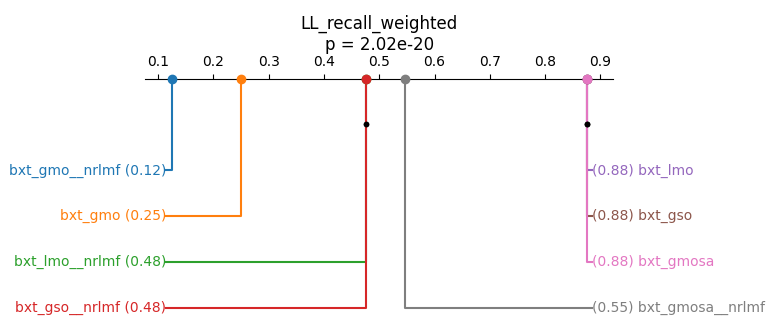 LL_recall_weighted
p = 2.02e-20
0.1 0.2 0.3 0.4 0.5 0.6 0.7 0.8 0.9
bxt_gmo__nrlmf (0.12) (0.88) bxt_lmo
bxt_gmo (0.25) (0.88) bxt_gso
bxt_lmo__nrlmf (0.48) (0.88) bxt_gmosa
bxt_gso__nrlmf (0.48) (0.55) bxt_gmosa__nrlmf